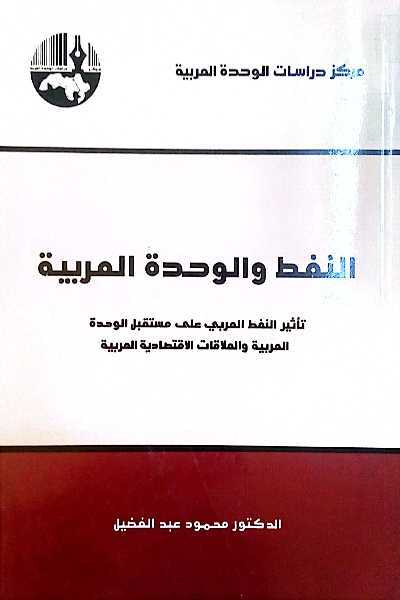 مركز دراسات الوحدة العربية
النفط والوحدة العربية
تأثير النفط العربي على مستقبل الوحدة
العربية والعلاقات الاقتصادية العربية
الدكتور محمود عبد الفضيل